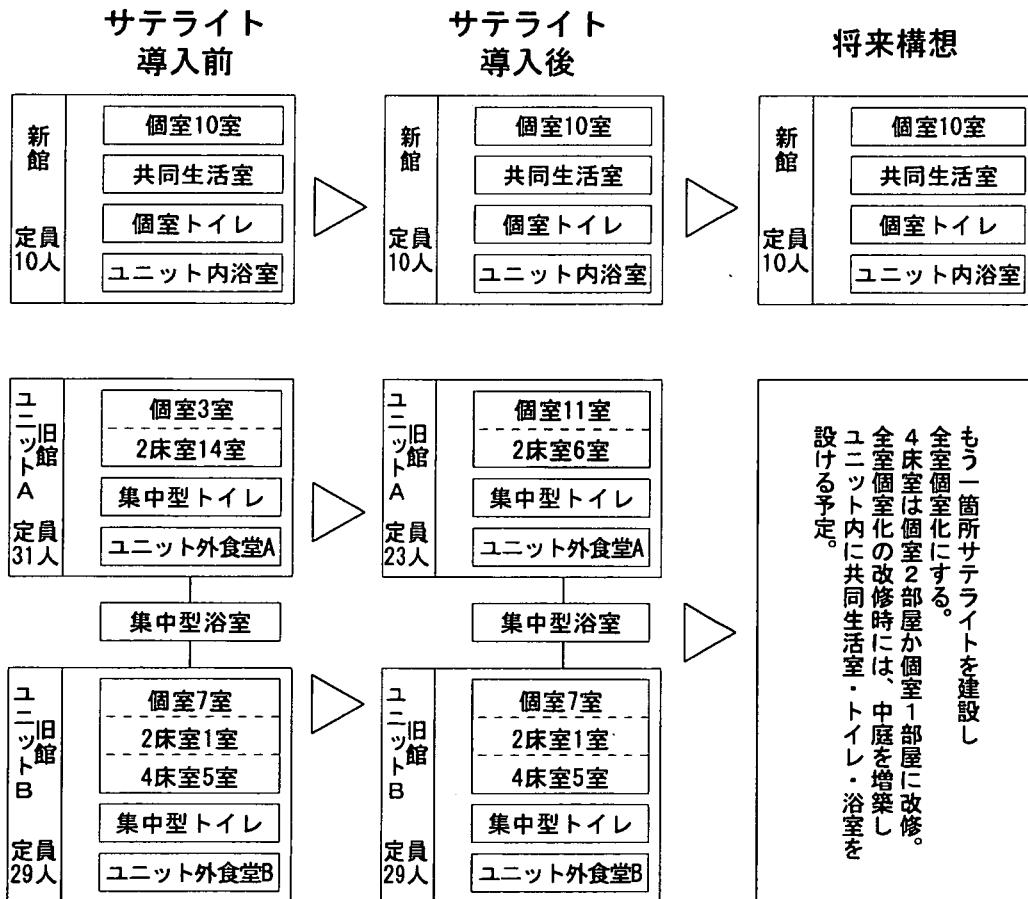 サテライト
導入前
サテライト
導入後
将来構想
新館
定員
10人
個室10室
共同生活室
個室トイレ
ユニット内浴室
新館
定員
10人
個室10室
共同生活室
個室トイレ
ユニット内浴室
新館
定員
10人
個室10室
共同生活室
個室トイレ
ユニット内浴室
旧館
ユニットA
定員
31人
個室3室
2床室14室
集中型トイレ
ユニット外食堂A
旧館
ユニットA
定員
23人
個室11室
2床室6室
集中型トイレ
ユニット外食堂A
集中型浴室
集中型浴室
旧館
ユニットB
定員
29人
個室7室
2床室1室
4床室5室
集中型トイレ
ユニット外食堂B
旧館
ユニットB
定員
29人
個室7室
2床室1室
4床室5室
集中型トイレ
ユニット外食堂B
もう一箇所サテライトを建設し
全室個室化にする。
4床室は個室2部屋か個室1部屋に改修。
全室個室化の改修時には、中庭を増築し
ユニット内に共同生活室・トイレ・浴室を
設ける予定。